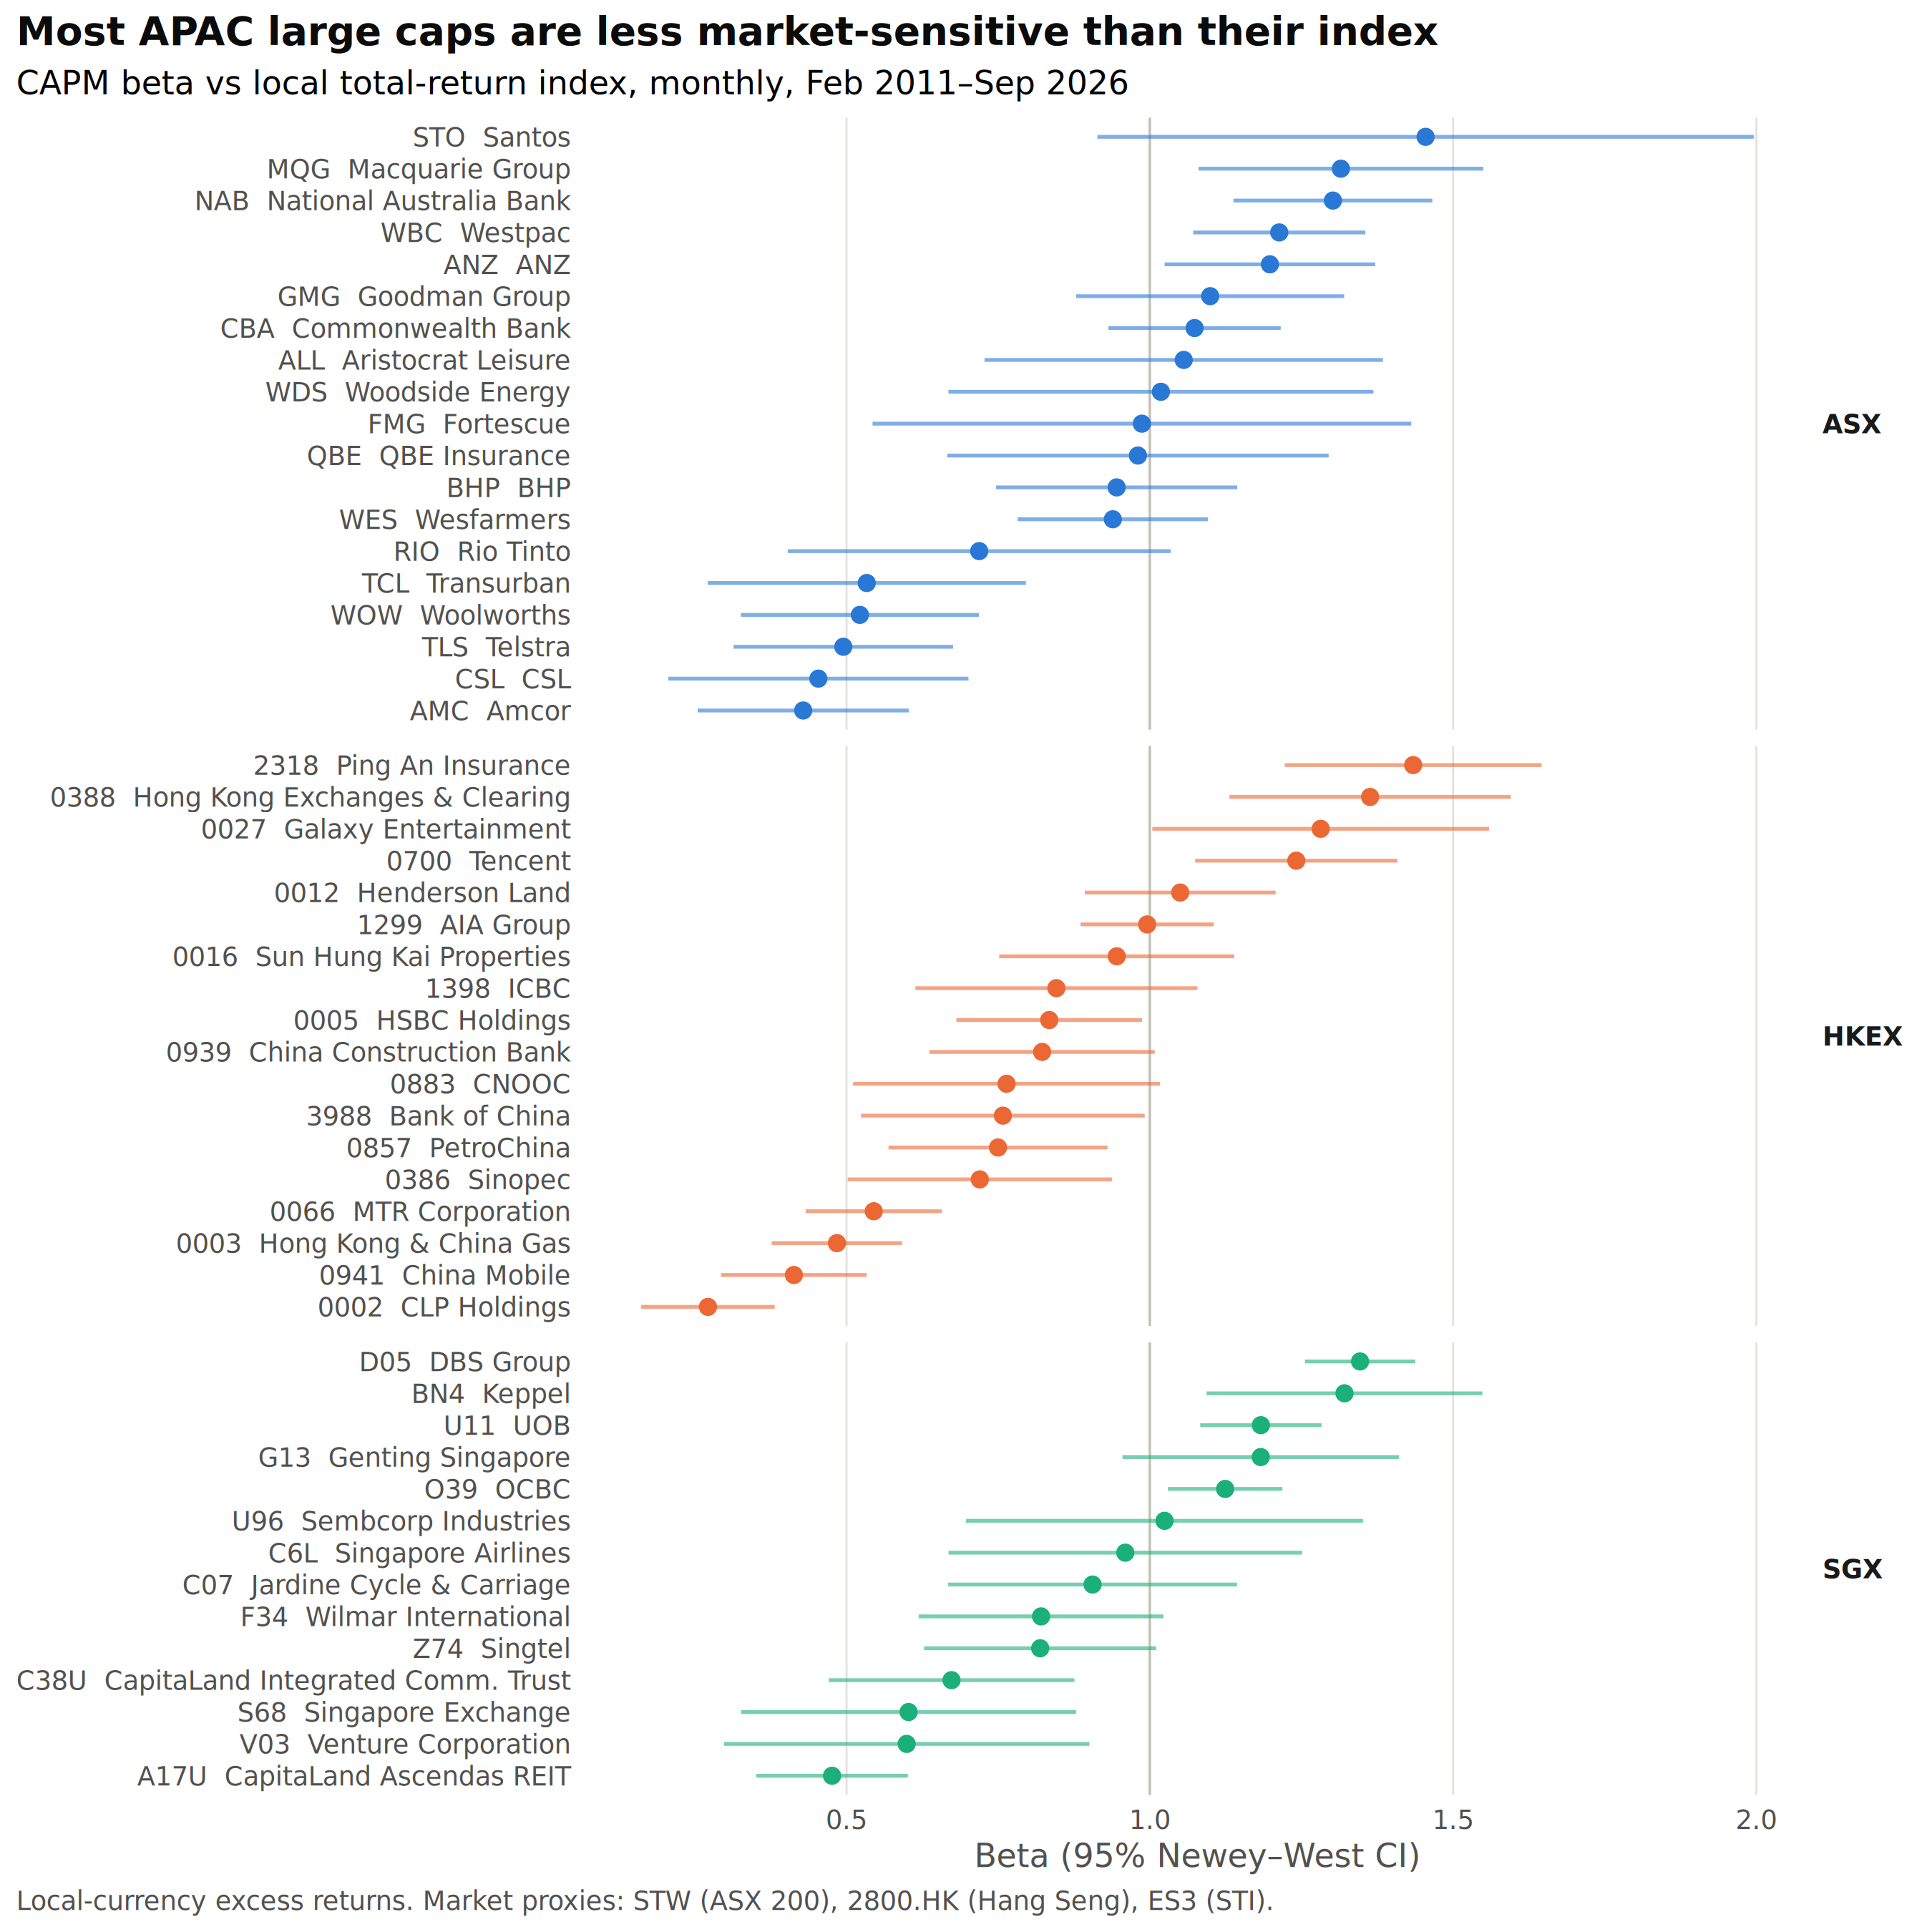 Most APAC large caps are less market-sensitive than their index
CAPM beta vs local total-return index, monthly, Feb 2011–Sep 2026
STO  Santos
MQG  Macquarie Group
NAB  National Australia Bank
WBC  Westpac
ANZ  ANZ
GMG  Goodman Group
CBA  Commonwealth Bank
ALL  Aristocrat Leisure
WDS  Woodside Energy
FMG  Fortescue
QBE  QBE Insurance
BHP  BHP
WES  Wesfarmers
RIO  Rio Tinto
TCL  Transurban
WOW  Woolworths
TLS  Telstra
CSL  CSL
AMC  Amcor
ASX
2318  Ping An Insurance
0388  Hong Kong Exchanges & Clearing
0027  Galaxy Entertainment
0700  Tencent
0012  Henderson Land
1299  AIA Group
0016  Sun Hung Kai Properties
1398  ICBC
0005  HSBC Holdings
0939  China Construction Bank
0883  CNOOC
3988  Bank of China
0857  PetroChina
0386  Sinopec
0066  MTR Corporation
0003  Hong Kong & China Gas
0941  China Mobile
0002  CLP Holdings
HKEX
D05  DBS Group
BN4  Keppel
U11  UOB
G13  Genting Singapore
O39  OCBC
U96  Sembcorp Industries
C6L  Singapore Airlines
C07  Jardine Cycle & Carriage
F34  Wilmar International
Z74  Singtel
C38U  CapitaLand Integrated Comm. Trust
S68  Singapore Exchange
V03  Venture Corporation
A17U  CapitaLand Ascendas REIT
SGX
0.5 1.0 1.5 2.0
Beta (95% Newey–West CI)
Local-currency excess returns. Market proxies: STW (ASX 200), 2800.HK (Hang Seng), ES3 (STI).